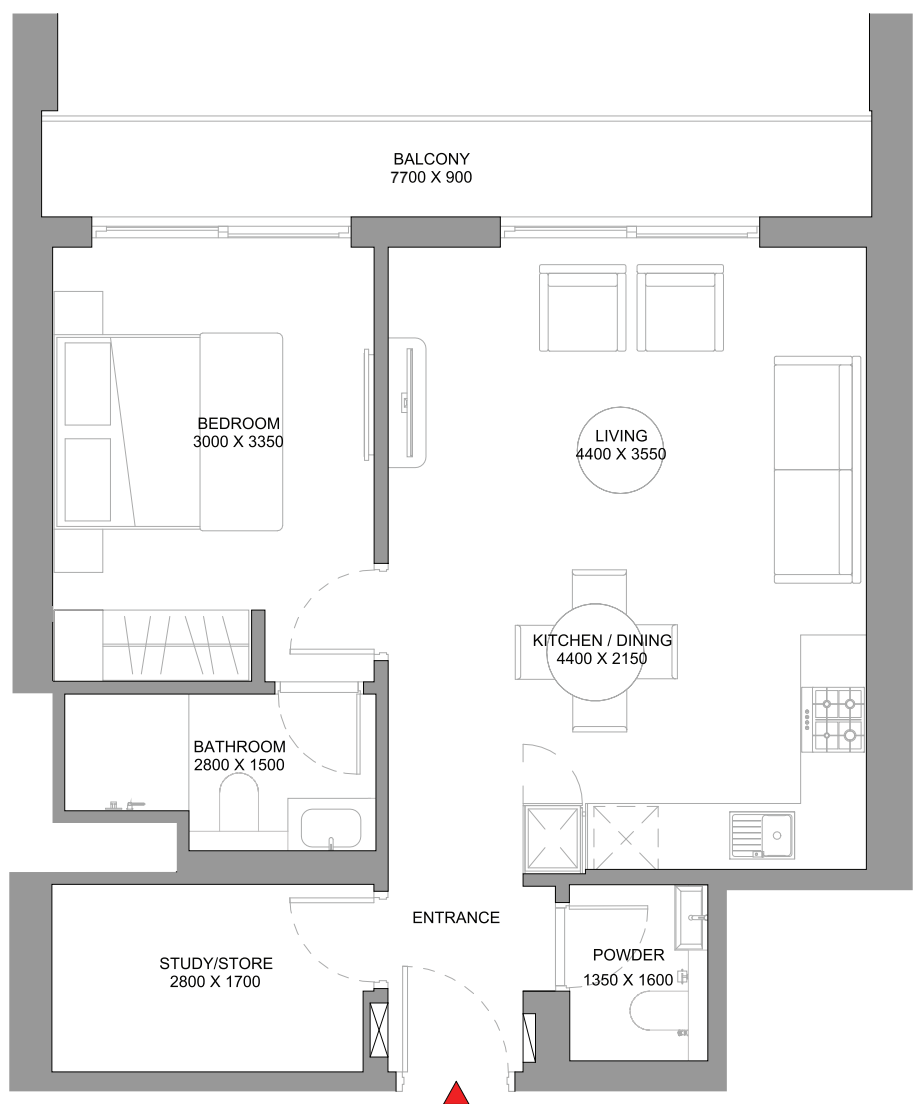 BALCONY
7700 X 900
BEDROOM
3000 X 3350
LIVING
4400 X 3550
KITCHEN / DINING
4400 X 2150
BATHROOM
2800 X 1500
ENTRANCE
STUDY/STORE
2800 X 1700
POWDER
1350 X 1600